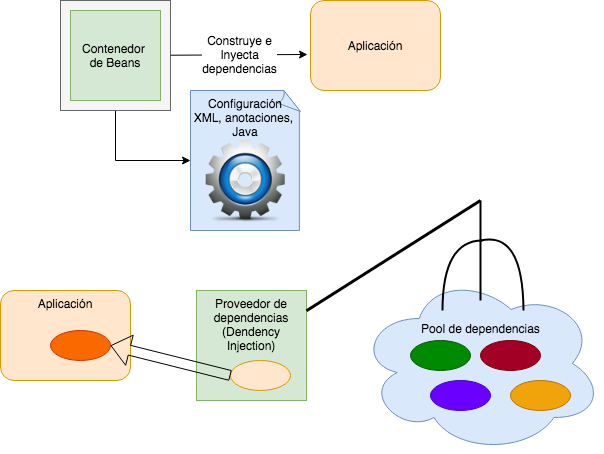 Contenedor
de Beans
Construye e
Inyecta
dependencias
Aplicación
Configuración
XML, anotaciones,
Java
Aplicación
Proveedor de
dependencias
(Dendency
Injection)
Pool de dependencias